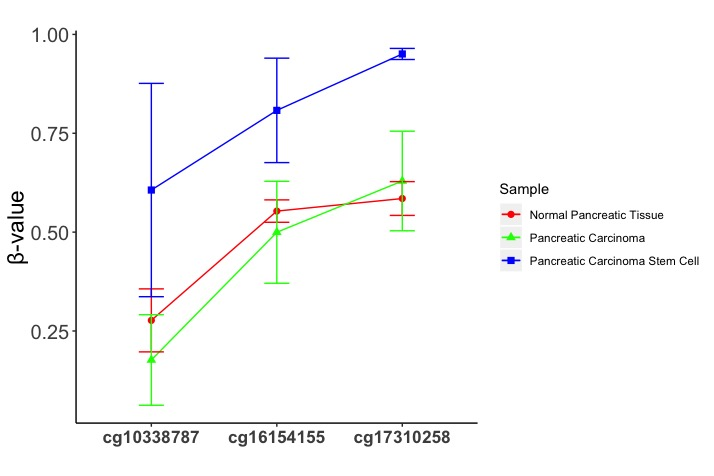 1.00
0.75
0.50
0.25
β-value
cg10338787 cg16154155 cg17310258
Sample
Normal Pancreatic Tissue
Pancreatic Carcinoma
Pancreatic Carcinoma Stem Cell